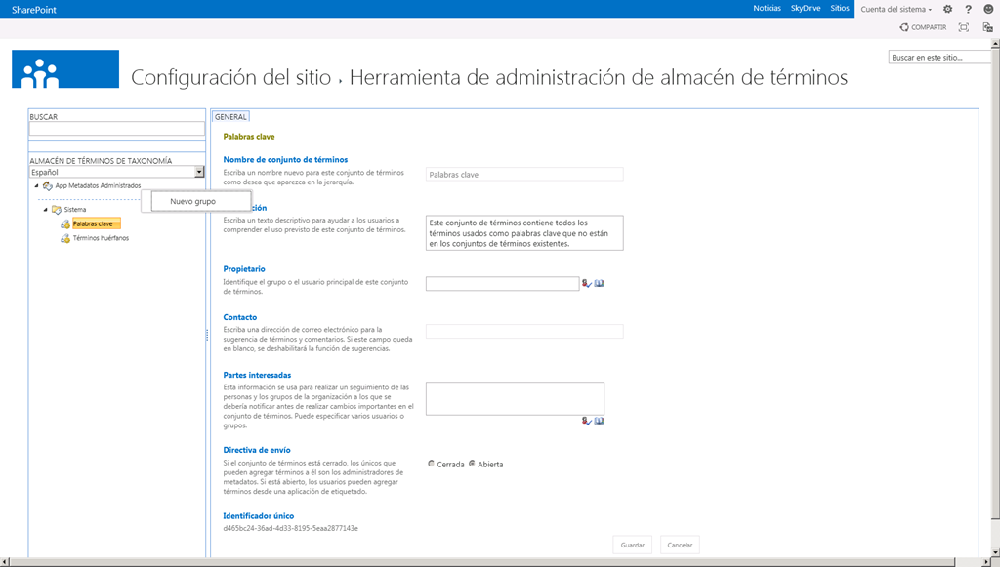 SharePoint
Noticias SkyDrive Sitios Cuenta del sistema ?
COMPARTIR
Configuración del sitio › Herramienta de administración de almacén de términos
Buscar en este sitio...
BUSCAR
ALMACÉN DE TÉRMINOS DE TAXONOMÍA
Español
App Metadatos Administrados
Nuevo grupo
Sistema
Palabras clave
Términos huérfanos
GENERAL
Palabras clave
Nombre de conjunto de términos
Escriba un nombre nuevo para este conjunto de términos
como desea que aparezca en la jerarquía.
Palabras clave
ción
Escriba un texto descriptivo para ayudar a los usuarios a
comprender el uso previsto de este conjunto de términos.
Este conjunto de términos contiene todos los
términos usados como palabras clave que no están
en los conjuntos de términos existentes.
Propietario
Identifique el grupo o el usuario principal de este conjunto
de términos.
Contacto
Escriba una dirección de correo electrónico para la
sugerencia de términos y comentarios. Si este campo queda
en blanco, se deshabilitará la función de sugerencias.
Partes interesadas
Esta información se usa para realizar un seguimiento de las
personas y los grupos de la organización a los que se
debería notificar antes de realizar cambios importantes en el
conjunto de términos. Puede especificar varios usuarios o
grupos.
Directiva de envío
Si el conjunto de términos está cerrado, los únicos que
pueden agregar términos a él son los administradores de
metadatos. Si está abierto, los usuarios pueden agregar
términos desde una aplicación de etiquetado.
Cerrada Abierta
Identificador único
d465bc24-36ad-4d33-8195-5eaa2877143e
Guardar Cancelar